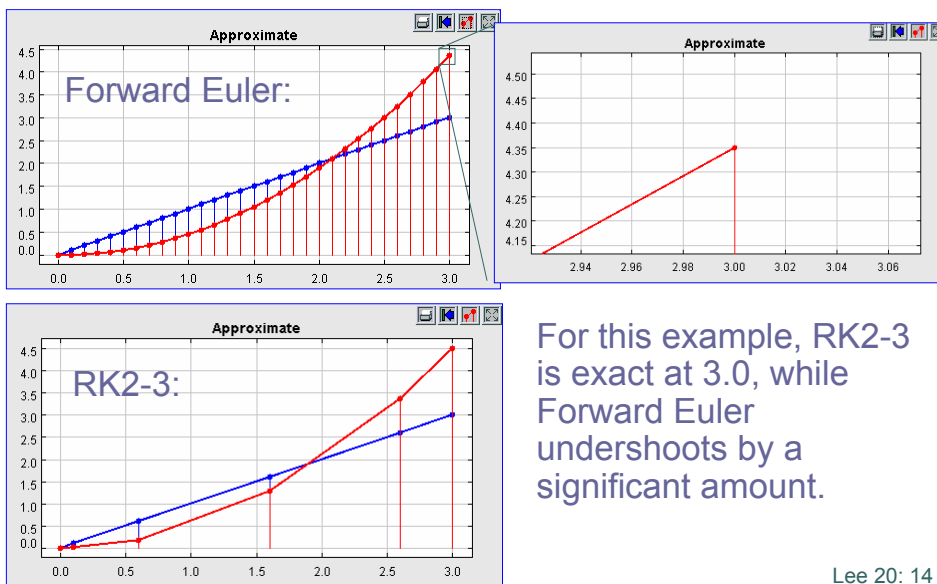 Approximate
Forward Euler:
4.5
4.0
3.5
3.0
2.5
2.0
1.5
1.0
0.5
0.0
0.0 0.5 1.0 1.5 2.0 2.5 3.0
Approximate
4.50
4.45
4.40
4.35
4.30
4.25
4.20
4.15
2.94 2.96 2.98 3.00 3.02 3.04 3.06
Approximate
RK2-3:
4.5
4.0
3.5
3.0
2.5
2.0
1.5
1.0
0.5
0.0
0.0 0.5 1.0 1.5 2.0 2.5 3.0
For this example, RK2-3
is exact at 3.0, while
Forward Euler
undershoots by a
significant amount.
Lee 20: 14